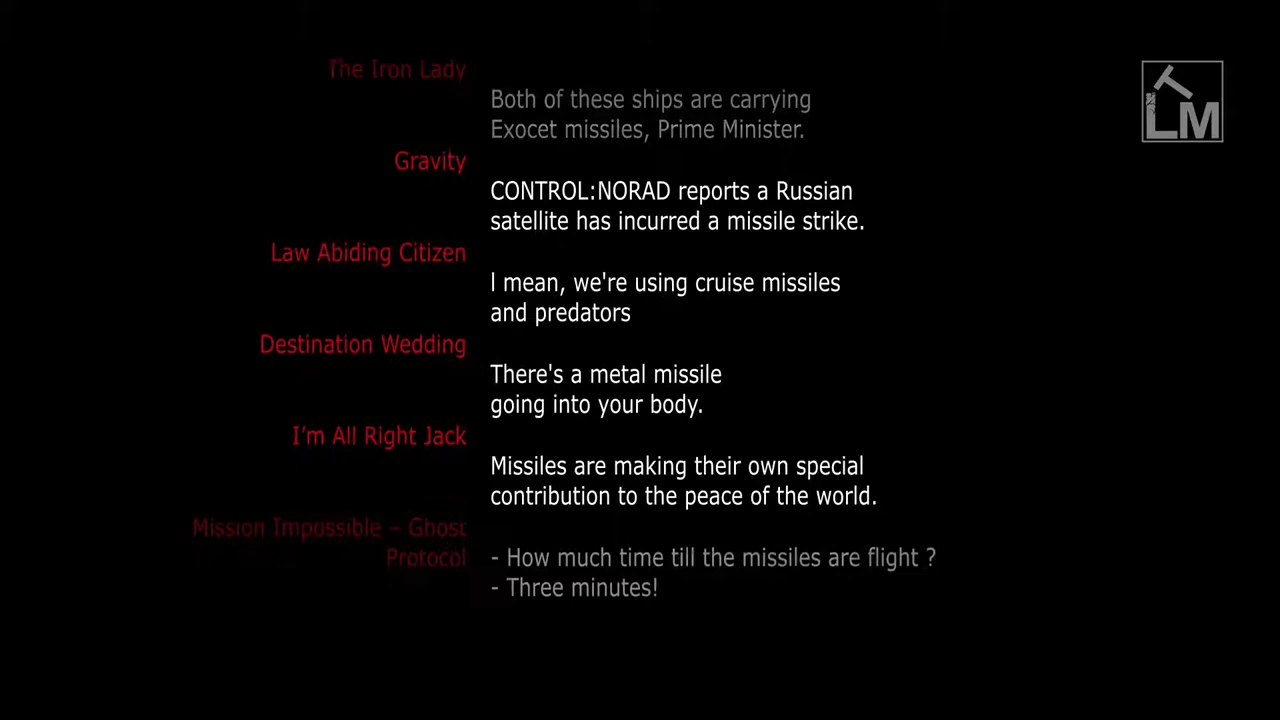 The Iron Lady
Both of these ships are carrying
Exocet missiles, Prime Minister.
Gravity
CONTROL:NORAD reports a Russian
satellite has incurred a missile strike.
Law Abiding Citizen
I mean, we're using cruise missiles
and predators
Destination Wedding
There's a metal missile
going into your body.
I'm All Right Jack
Missiles are making their own special
contribution to the peace of the world.
Mission Impossible – Ghost
Protocol
- How much time till the missiles are flight ?
- Three minutes!
LM